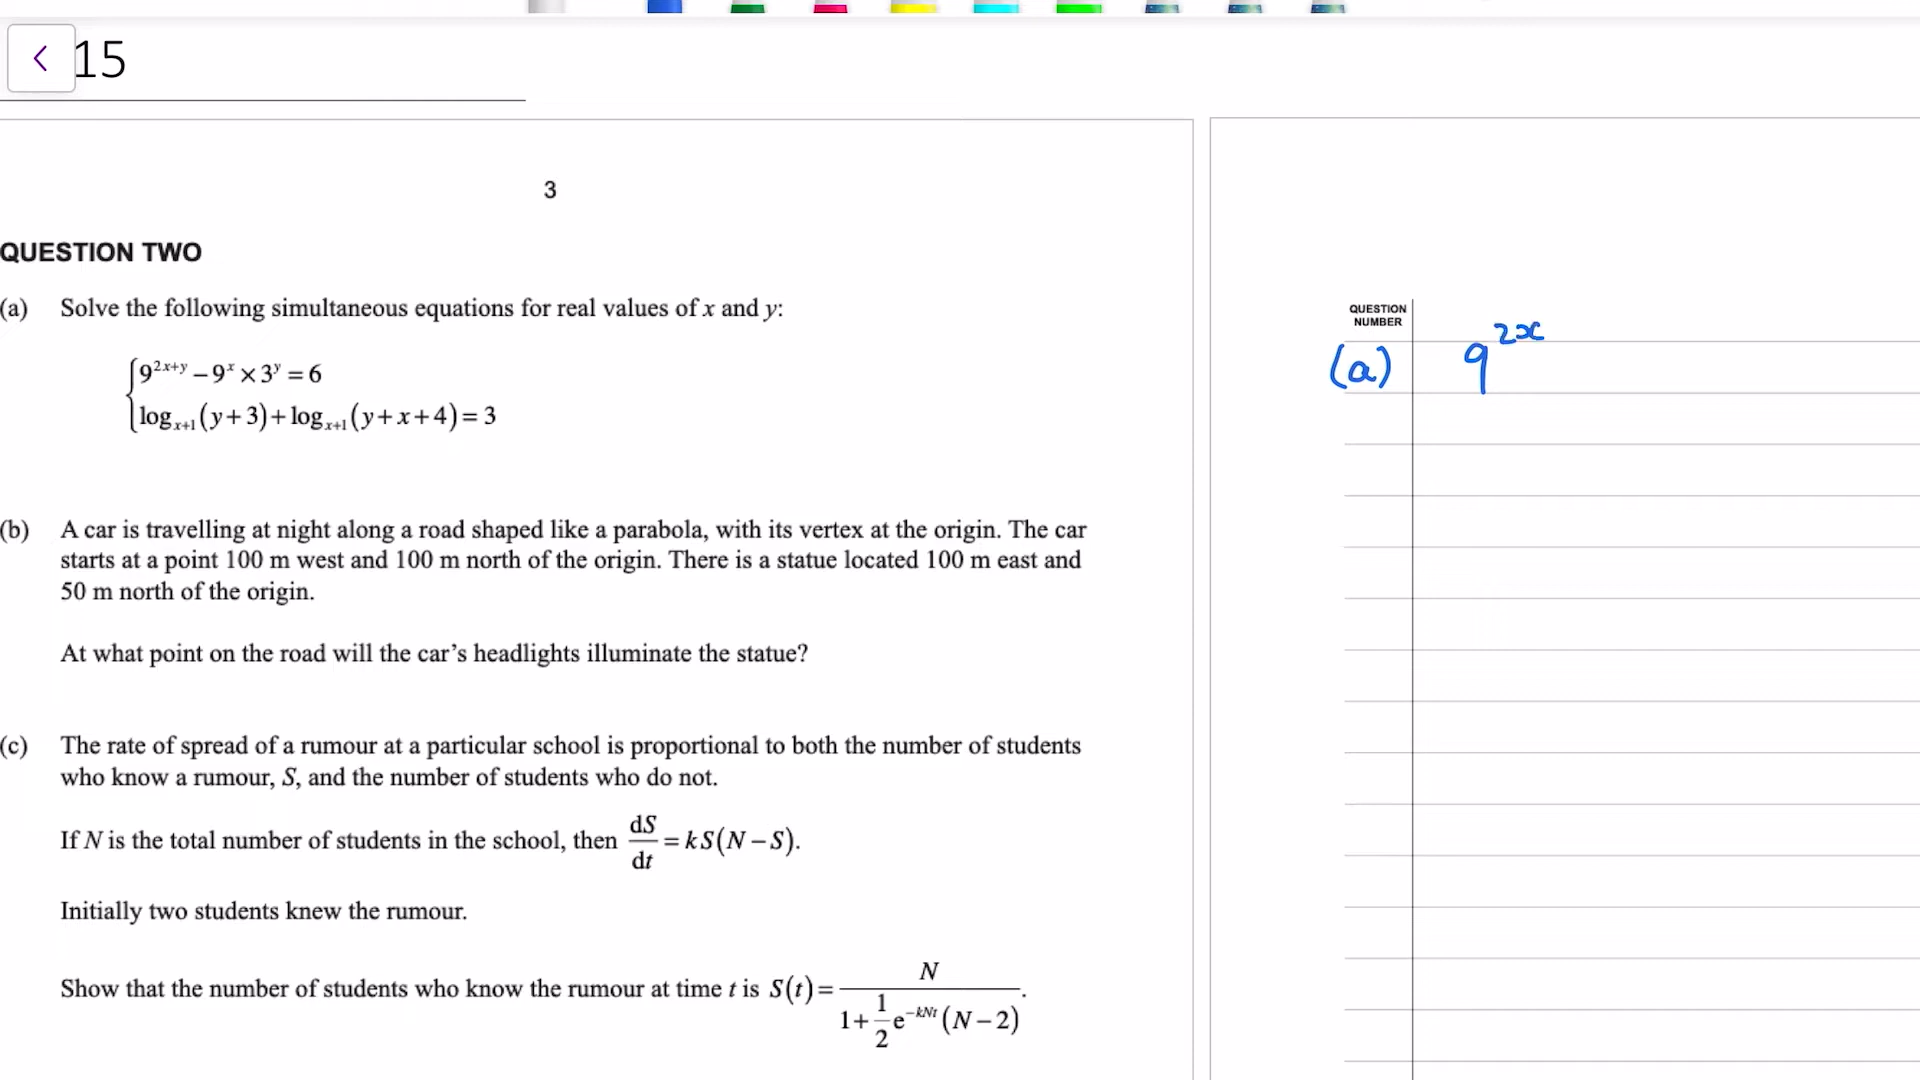 15
3
QUESTION TWO
(a) Solve the following simultaneous equations for real values of x and y:
9^{2x+y} – 9^x × 3^y = 6
log_{x+1}(y+3)+log_{x+1}(y+x+4)=3
(b) A car is travelling at night along a road shaped like a parabola, with its vertex at the origin. The car
starts at a point 100 m west and 100 m north of the origin. There is a statue located 100 m east and
50 m north of the origin.
At what point on the road will the car’s headlights illuminate the statue?
(c) The rate of spread of a rumour at a particular school is proportional to both the number of students
who know a rumour, S, and the number of students who do not.
If N is the total number of students in the school, then dS/dt = kS(N – S).
Initially two students knew the rumour.
Show that the number of students who know the rumour at time t is S(t) = N/(1+1/2 e^{–kNt}(N – 2)).
QUESTION
NUMBER
(a) 9^{2x}